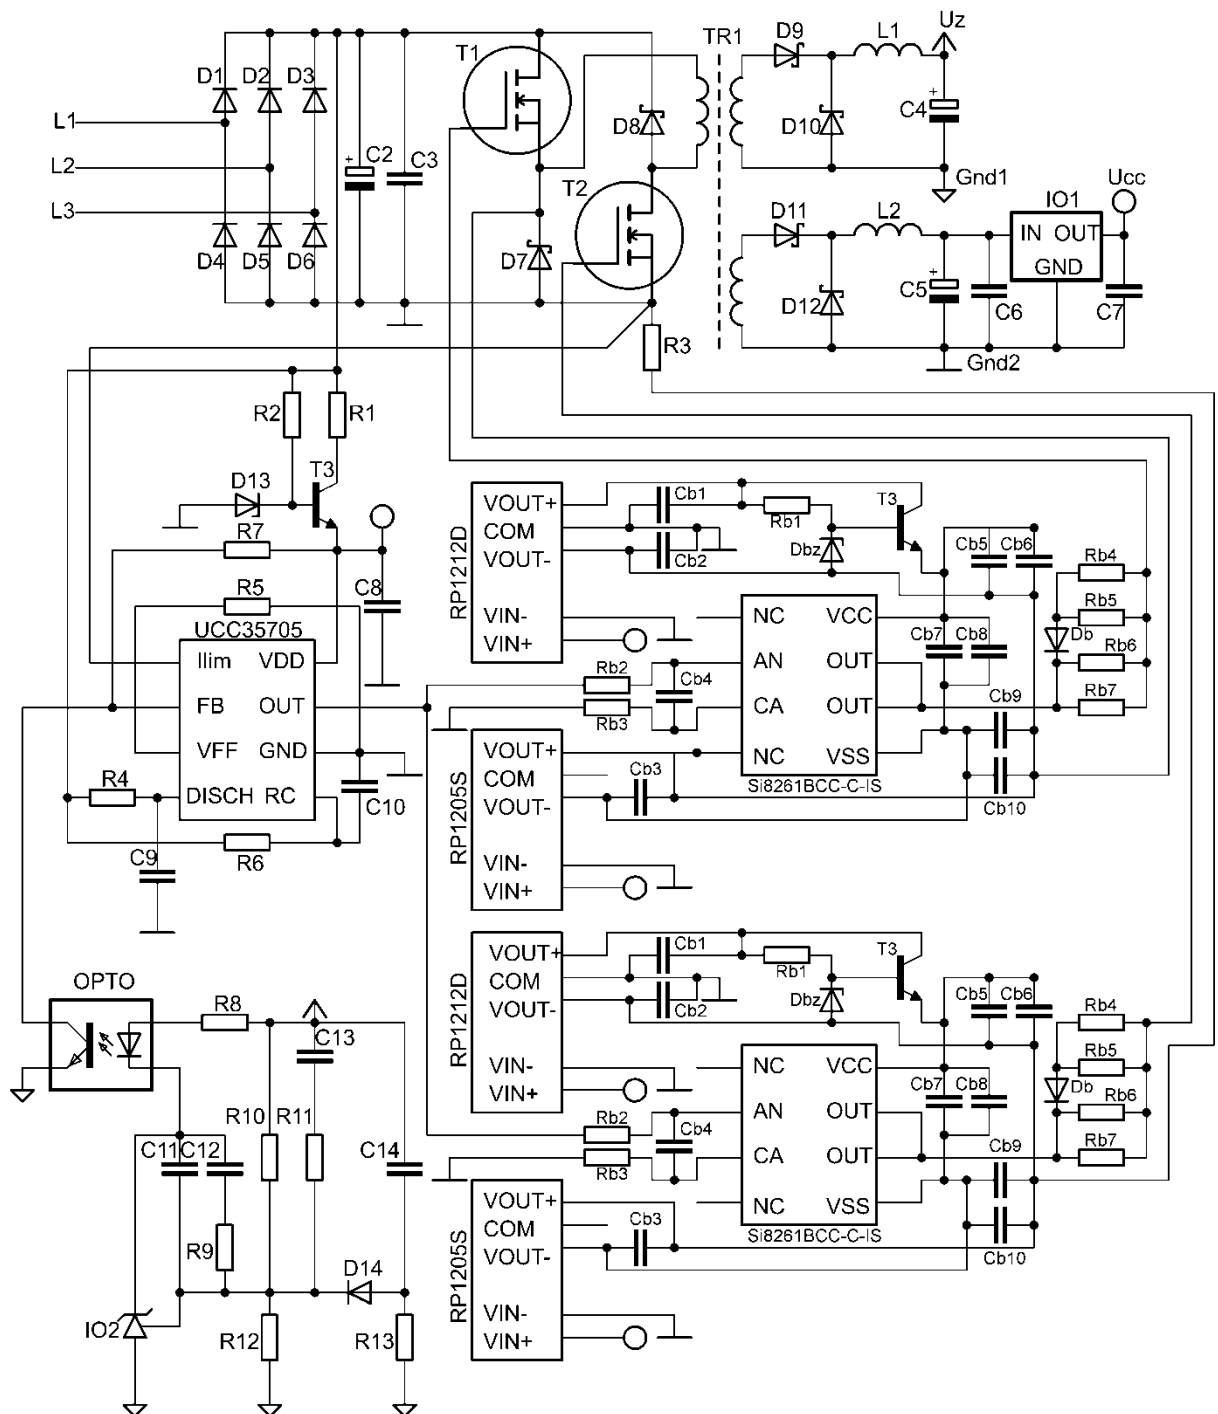 Uz
D9 L1
T1 TR1
D1 D2 D3
L1
+
C2 C3
D8
D10
+
C4
L2
T2
Gnd1
Ucc
L3
D4 D5 D6
D7
D11 L2
IO1
IN OUT
GND
D12
+
C5
C6
C7
R3
Gnd2
R2 R1
D13 T3
R7
R5
C8
UCC35705
Ilim VDD
FB OUT
VFF GND
DISCH RC
R4
C10
R6
C9
RP1212D
VOUT+
COM
VOUT-
VIN-
VIN+
Cb1
Cb2
Rb1
Dbz
T3
Cb5 Cb6
Rb4
Rb5
Db
Rb6
Rb7
NC VCC
AN OUT
CA OUT
NC VSS
Si8261BCC-C-IS
Cb7 Cb8
Cb9
Cb10
Rb2
Rb3
Cb4
RP1205S
VOUT+
COM
VOUT-
VIN-
VIN+
Cb3
RP1212D
VOUT+
COM
VOUT-
VIN-
VIN+
Cb1
Cb2
Rb1
Dbz
T3
Cb5 Cb6
Rb4
Rb5
Db
Rb6
Rb7
NC VCC
AN OUT
CA OUT
NC VSS
Si8261BCC-C-IS
Cb7 Cb8
Cb9
Cb10
Rb2
Rb3
Cb4
RP1205S
VOUT+
COM
VOUT-
VIN-
VIN+
Cb3
OPTO
R8
C13
R10 R11
C11 C12
C14
R9
D14
IO2
R12
R13